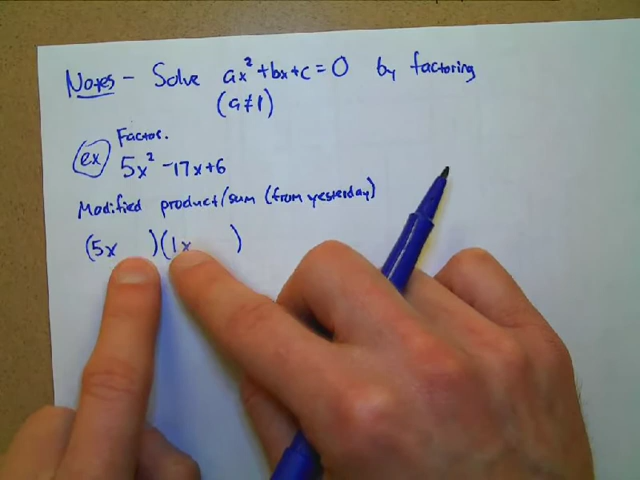 Notes - Solve ax²+bx+c=0 by factoring
(a≠1)
Factor.
ex 5x² -17x+6
Modified product/sum (from yesterday)
(5x )(1x )